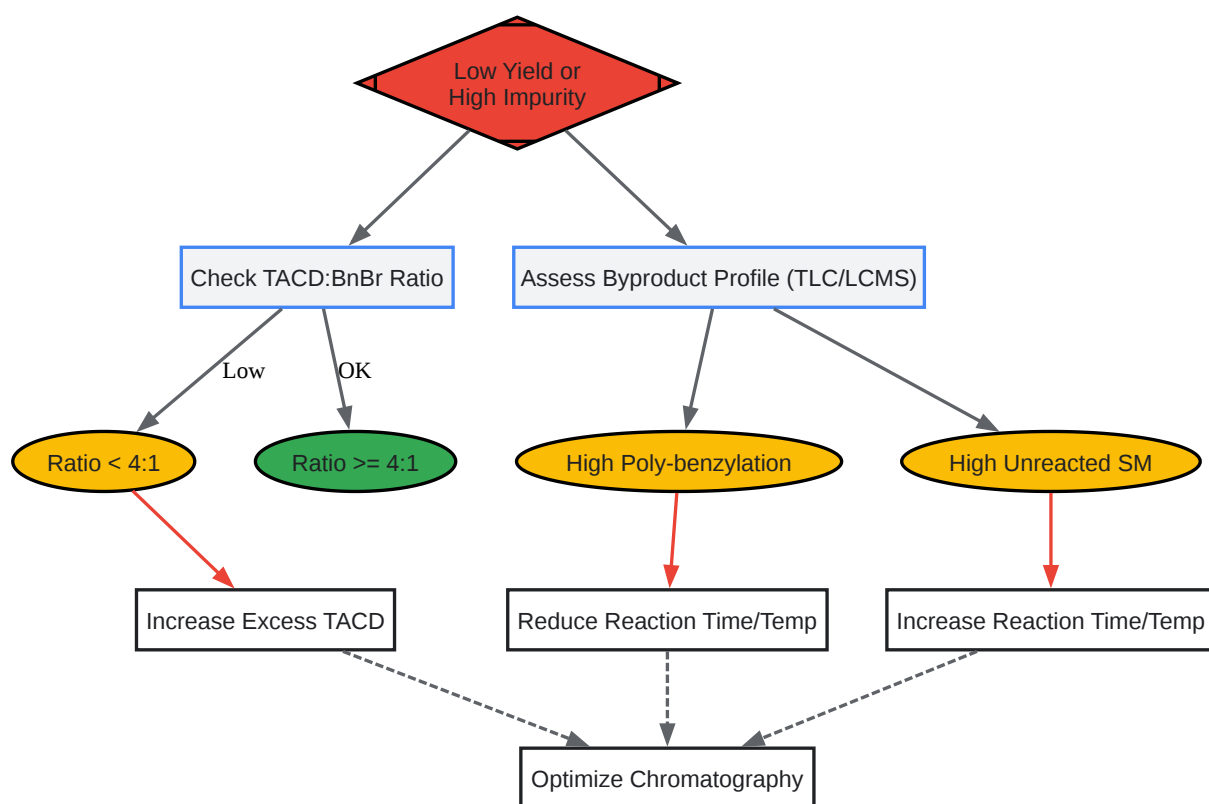 Low Yield or
High Impurity
Check TACD:BnBr Ratio
Assess Byproduct Profile (TLC/LCMS)
Low
OK
Ratio < 4:1
Ratio >= 4:1
High Poly-benzylation
High Unreacted SM
Increase Excess TACD
Reduce Reaction Time/Temp
Increase Reaction Time/Temp
Optimize Chromatography